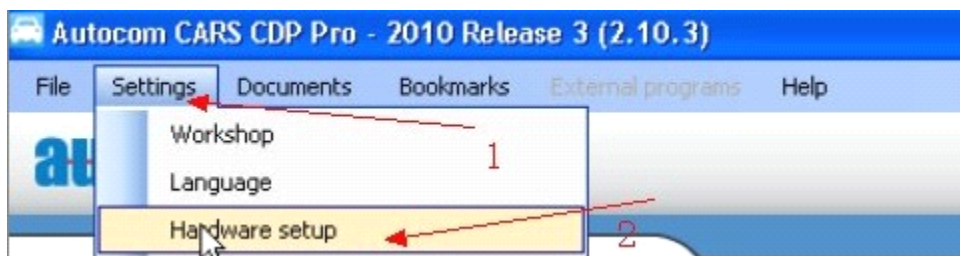 Autocom CARS CDP Pro - 2010 Release 3 (2.10.3)
File Settings Documents Bookmarks External programs Help
Workshop
1
au
Language
Hardware setup
2